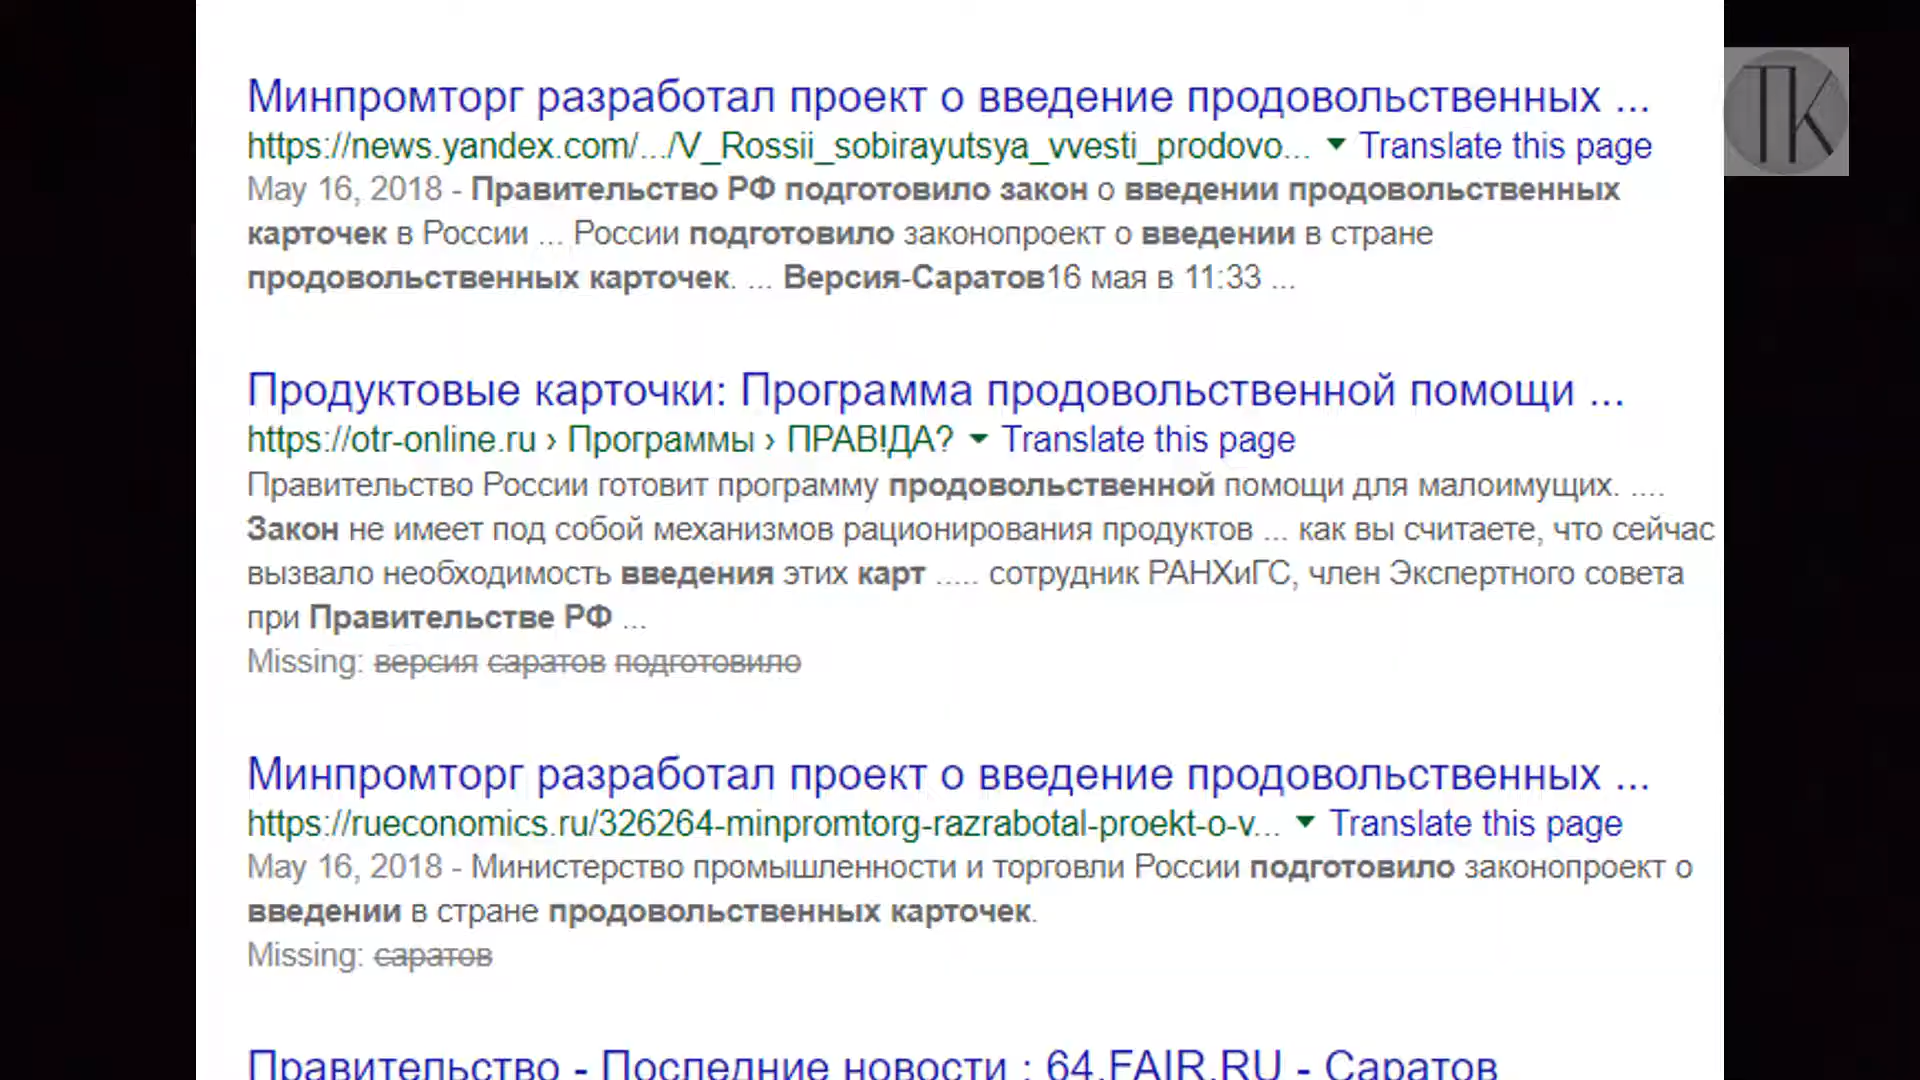 Минпромторг разработал проект о введение продовольственных ...
https://news.yandex.com/.../V_Rossii_sobirayutsya_vvesti_prodovo... ▼ Translate this page
May 16, 2018 - Правительство РФ подготовило закон о введении продовольственных
карточек в России ... России подготовило законопроект о введении в стране
продовольственных карточек. ... Версия-Саратов16 мая в 11:33 ...
Продуктовые карточки: Программа продовольственной помощи ...
https://otr-online.ru › Программы › ПРАВ!ДА? ▼ Translate this page
Правительство России готовит программу продовольственной помощи для малоимущих. ....
Закон не имеет под собой механизмов рационирования продуктов ... как вы считаете, что сейчас
вызвало необходимость введения этих карт ..... сотрудник РАНХиГС, член Экспертного совета
при Правительстве РФ ...
Missing: версия саратов подготовило
Минпромторг разработал проект о введение продовольственных ...
https://rueconomics.ru/326264-minpromtorg-razrabotal-proekt-o-v... ▼ Translate this page
May 16, 2018 - Министерство промышленности и торговли России подготовило законопроект о
введении в стране продовольственных карточек.
Missing: саратов
Правительство - Последние новости : 64.FAIR.RU - Саратов
ТК